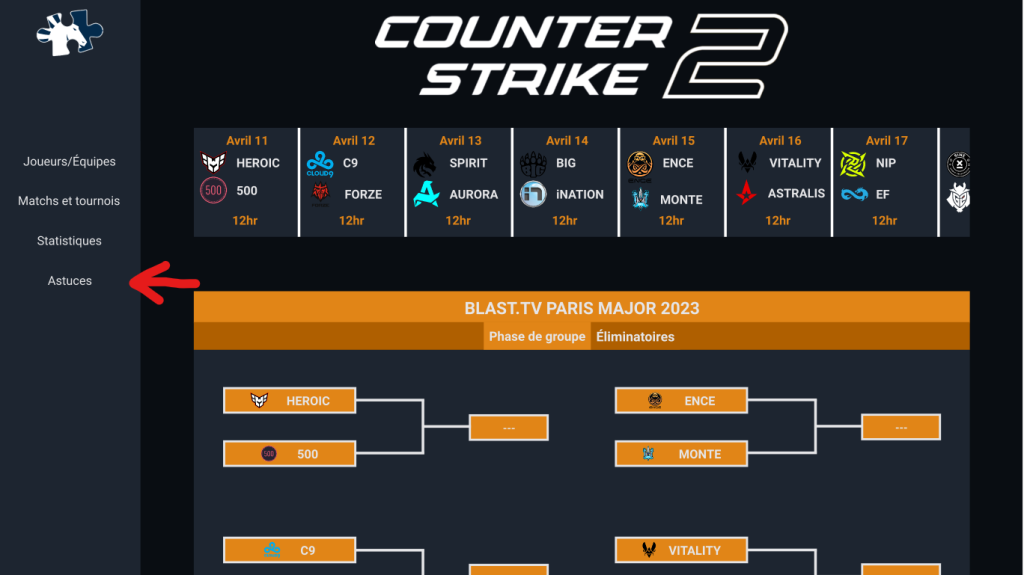 COUNTER
STRIKE 2
Joueurs/Équipes
Matchs et tournois
Statistiques
Astuces
Avril 11
HEROIC
500
500
12hr
Avril 12
CLOUD9
C9
FORZE
12hr
Avril 13
SPIRIT
AURORA
12hr
Avril 14
BIG
iNATION
12hr
Avril 15
ENCE
MONTE
12hr
Avril 16
VITALITY
ASTRALIS
12hr
Avril 17
NIP
EF
12hr
BLAST.TV PARIS MAJOR 2023
Phase de groupe Éliminatoires
HEROIC
---
500
500
ENCE
---
MONTE
C9
VITALITY